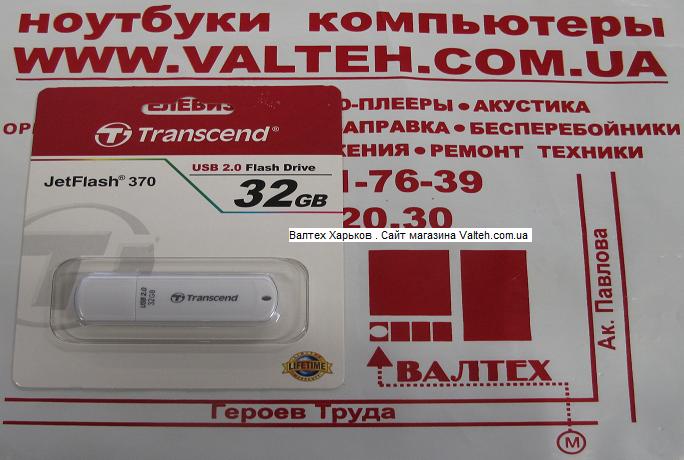 ноутбуки компьютеры
WWW.VALTEH.COM.UA
О-ПЛЕЕРЫ • АКУСТИКА
АПРАВКА • БЕСПЕРЕБОЙНИКИ
ЖЕНИЯ • РЕМОНТ ТЕХНИКИ
1-76-39
20.30
Transcend®
USB 2.0 Flash Drive
JetFlash® 370
32GB
Валтех Харьков . Сайт магазина Valteh.com.ua
USB 2.0
32GB
Transcend
LIFETIME
ВАЛТЕХ
Ак. Павлова
Героев Труда
М